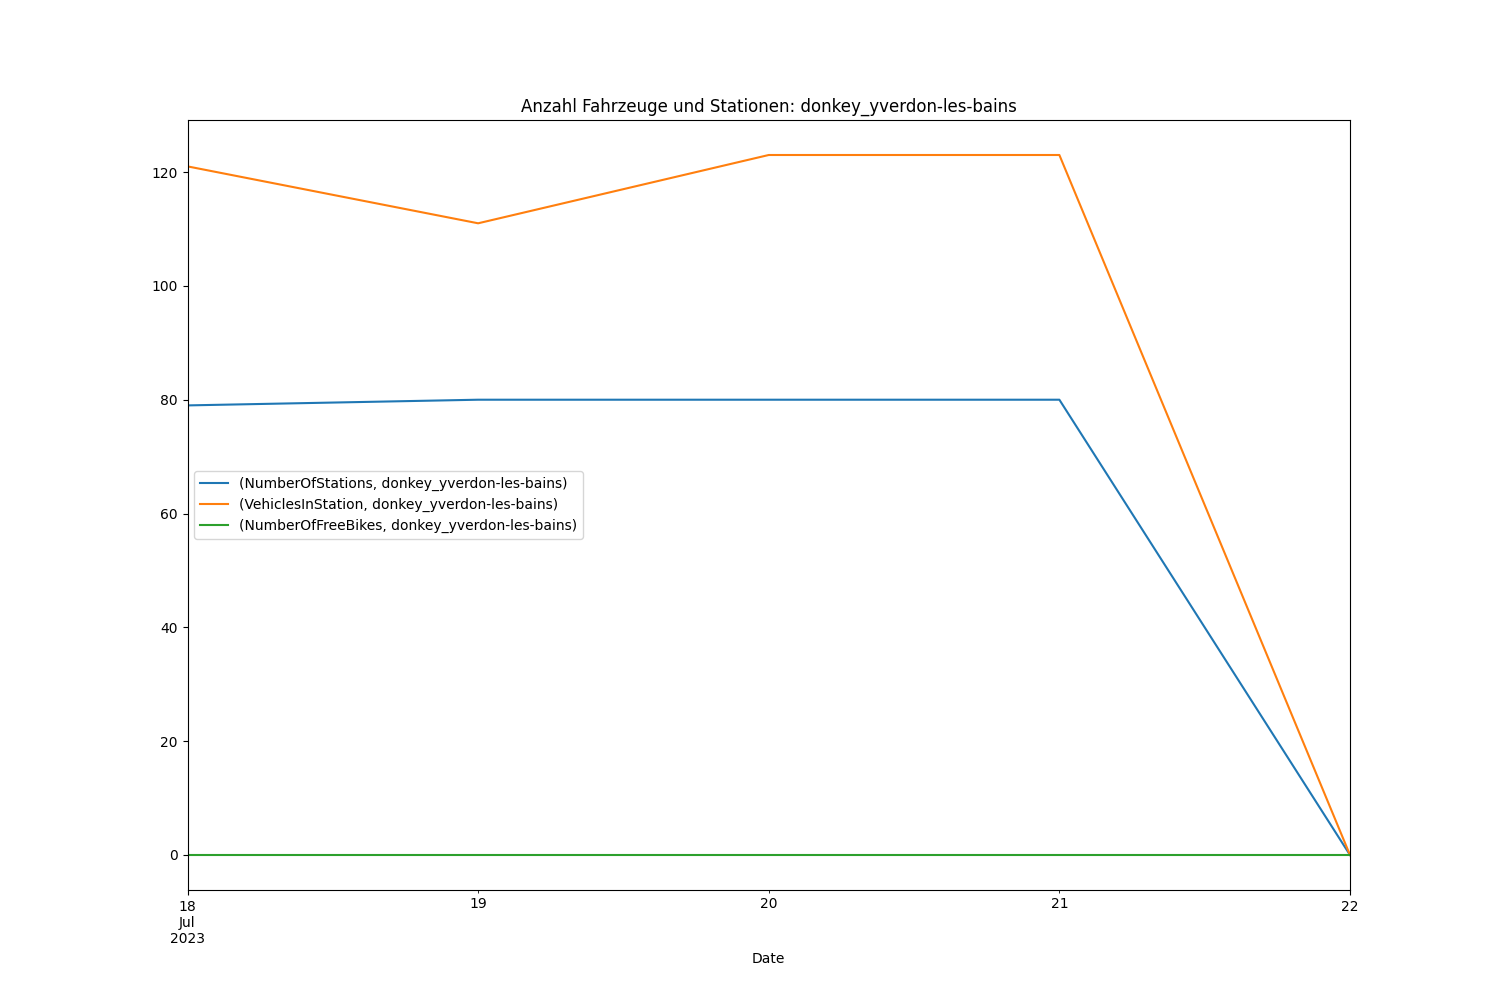 Anzahl Fahrzeuge und Stationen: donkey_yverdon-les-bains
120
100
80
60
40
20
0
(NumberOfStations, donkey_yverdon-les-bains)
(VehiclesInStation, donkey_yverdon-les-bains)
(NumberOfFreeBikes, donkey_yverdon-les-bains)
18 19 20 21 22
Jul
2023
Date